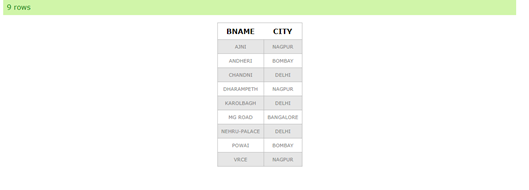 9 rows
BNAME CITY
AJNI NAGPUR
ANDHERI BOMBAY
CHANDNI DELHI
DHARAMPETH NAGPUR
KAROLBAGH DELHI
MG ROAD BANGALORE
NEHRU-PALACE DELHI
POWAI BOMBAY
VRCE NAGPUR